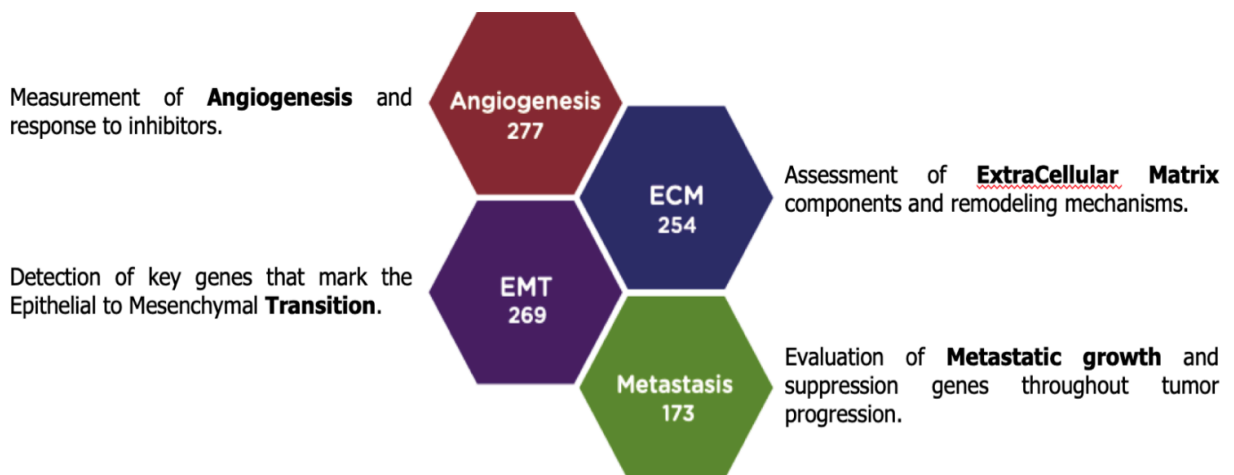 Measurement of Angiogenesis and
response to inhibitors.
Angiogenesis
277
ECM
254
Assessment of ExtraCellular Matrix
components and remodeling mechanisms.
Detection of key genes that mark the
Epithelial to Mesenchymal Transition.
EMT
269
Metastasis
173
Evaluation of Metastatic growth and
suppression genes throughout tumor
progression.